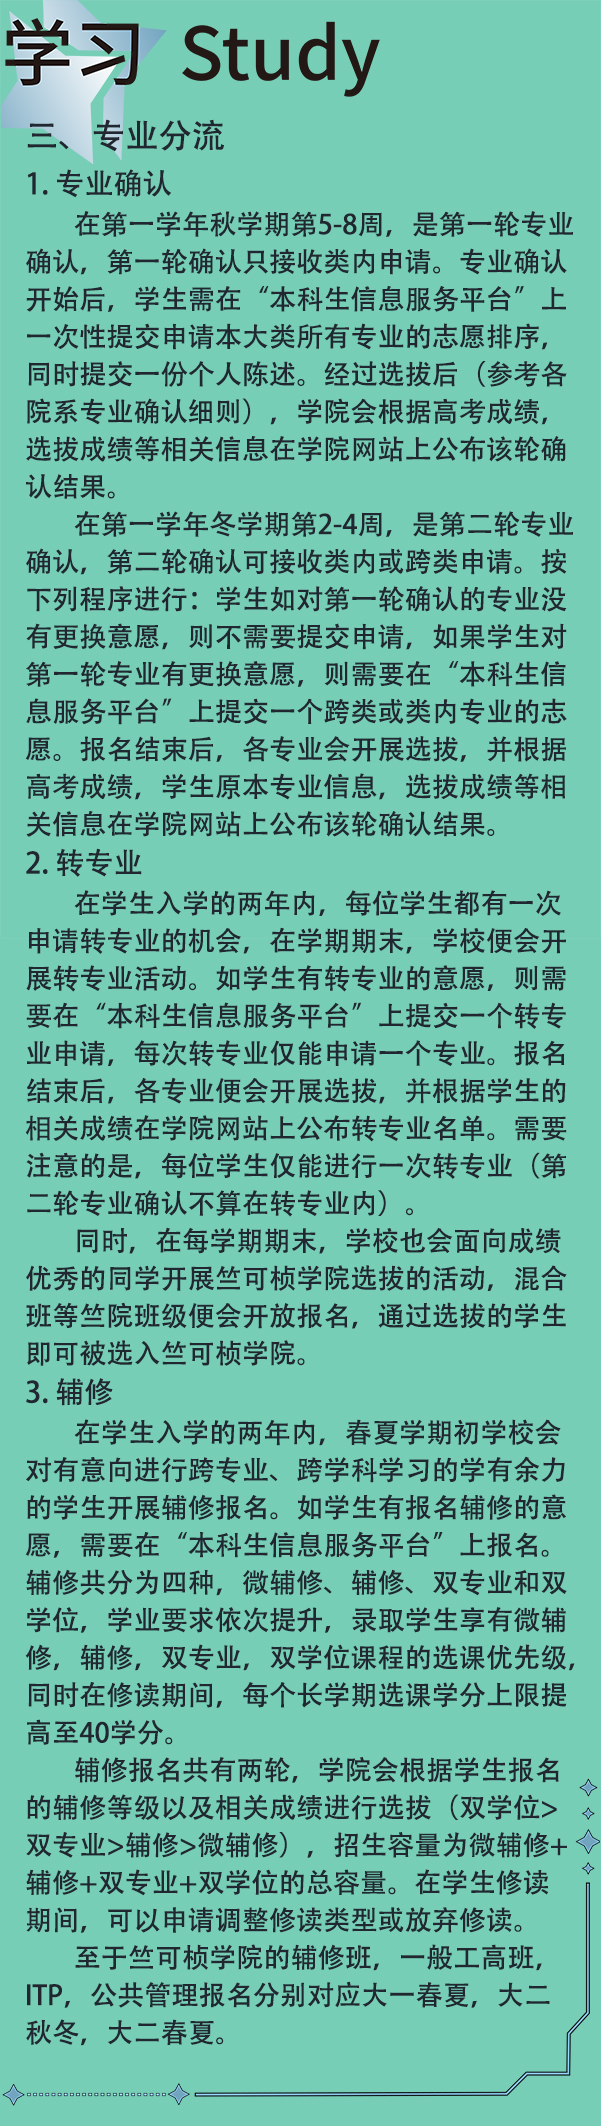 学习 Study
三、专业分流
1. 专业确认
在第一学年秋学期第5-8周，是第一轮专业
确认，第一轮确认只接收类内申请。专业确认
开始后，学生需在“本科生信息服务平台”上
一次性提交申请本大类所有专业的志愿排序，
同时提交一份个人陈述。经过选拔后（参考各
院系专业确认细则），学院会根据高考成绩，
选拔成绩等相关信息在学院网站上公布该轮确
认结果。
在第一学年冬学期第2-4周，是第二轮专业
确认，第二轮确认可接收类内或跨类申请。按
下列程序进行：学生如对第一轮确认的专业没
有更换意愿，则不需要提交申请，如果学生对
第一轮专业有更换意愿，则需要在“本科生信
息服务平台”上提交一个跨类或类内专业的志
愿。报名结束后，各专业会开展选拔，并根据
高考成绩，学生原本专业信息，选拔成绩等相
关信息在学院网站上公布该轮确认结果。
2. 转专业
在学生入学的两年内，每位学生都有一次
申请转专业的机会，在学期期末，学校便会开
展转专业活动。如学生有转专业的意愿，则需
要在“本科生信息服务平台”上提交一个转专
业申请，每次转专业仅能申请一个专业。报名
结束后，各专业便会开展选拔，并根据学生的
相关成绩在学院网站上公布转专业名单。需要
注意的是，每位学生仅能进行一次转专业（第
二轮专业确认不算在转专业内）。
同时，在每学期期末，学校也会面向成绩
优秀的同学开展竺可桢学院选拔的活动，混合
班等竺院班级便会开放报名，通过选拔的学生
即可被选入竺可桢学院。
3. 辅修
在学生入学的两年内，春夏学期初学校会
对有意向进行跨专业、跨学科学习的学有余力
的学生开展辅修报名。如学生有报名辅修的意
愿，需要在“本科生信息服务平台”上报名。
辅修共分为四种，微辅修、辅修、双专业和双
学位，学业要求依次提升，录取学生享有微辅
修，辅修，双专业，双学位课程的选课优先级，
同时在修读期间，每个长学期选课学分上限提
高至40学分。
辅修报名共有两轮，学院会根据学生报名
的辅修等级以及相关成绩进行选拔（双学位>
双专业>辅修>微辅修），招生容量为微辅修+
辅修+双专业+双学位的总容量。在学生修读
期间，可以申请调整修读类型或放弃修读。
至于竺可桢学院的辅修班，一般工高班，
ITP，公共管理报名分别对应大一春夏，大二
秋冬，大二春夏。